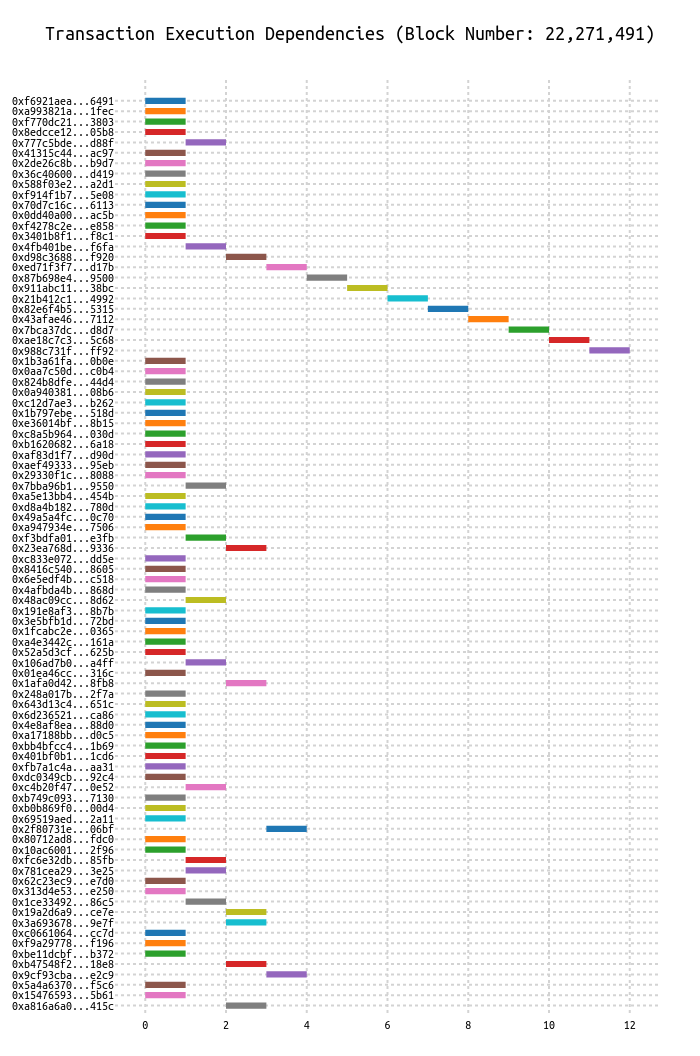 Transaction Execution Dependencies (Block Number: 22,271,491)
0xf6921aea...6491
0xa993821a...1fec
0xf770dc21...3803
0x8edcce12...05b8
0x777c5bde...d88f
0x41315c44...ac97
0x2de26c8b...b9d7
0x36c40600...d419
0x588f03e2...a2d1
0xf914f1b7...5e08
0x70d7c16c...6113
0x0dd40a00...ac5b
0xf4278c2e...e858
0x3401b8f1...f8c1
0x4fb401be...f6fa
0xd98c3688...f920
0xed71f3f7...d17b
0x87b698e4...9500
0x911abc11...38bc
0x21b412c1...4992
0x82e6f4b5...5315
0x43afae46...7112
0x7bca37dc...d8d7
0xae18c7c3...5c68
0x988c731f...ff92
0x1b3a61fa...0b0e
0x0aa7c50d...c0b4
0x824b8dfe...44d4
0x0a940381...08b6
0xc12d7ae3...b262
0x1b797ebe...518d
0xe36014bf...8b15
0xc8a5b964...030d
0xb1620682...6a18
0xaf83d1f7...d90d
0xaef49333...95eb
0x29330f1c...8088
0x7bba96b1...9550
0xa5e13bb4...454b
0xd8a4b182...780d
0x49a5a4fc...0c70
0xa947934e...7506
0xf3bdfa01...e3fb
0x23ea768d...9336
0xc833e072...dd5e
0x8416c540...8605
0x6e5edf4b...c518
0x4afbda4b...868d
0x48ac09cc...8d62
0x191e8af3...8b7b
0x3e5bfb1d...72bd
0x1fcabc2e...0365
0xa4e3442c...161a
0x52a5d3cf...625b
0x106ad7b0...a4ff
0x01ea46cc...316c
0x1afa0d42...8fb8
0x248a017b...2f7a
0x643d13c4...651c
0x6d236521...ca86
0x4e8af8ea...88d0
0xa17188bb...d0c5
0xbb4bfcc4...1b69
0x401bf0b1...1cd6
0xfb7a1c4a...aa31
0xdc0349cb...92c4
0xc4b20f47...0e52
0xb749c093...7130
0xb0b869f0...00d4
0x69519aed...2a11
0x2f80731e...06bf
0x80712ad8...fdc0
0x10ac6001...2f96
0xfc6e32db...85fb
0x781cea29...3e25
0x62c23ec9...e7d0
0x313d4e53...e250
0x1ce33492...86c5
0x19a2d6a9...ce7e
0x3a693678...9e7f
0xc0661064...cc7d
0xf9a29778...f196
0xbe11dcbf...b372
0xb47548f2...18e8
0x9cf93cba...e2c9
0x5a4a6370...f5c6
0x15476593...5b61
0xa816a6a0...415c
0 2 4 6 8 10 12